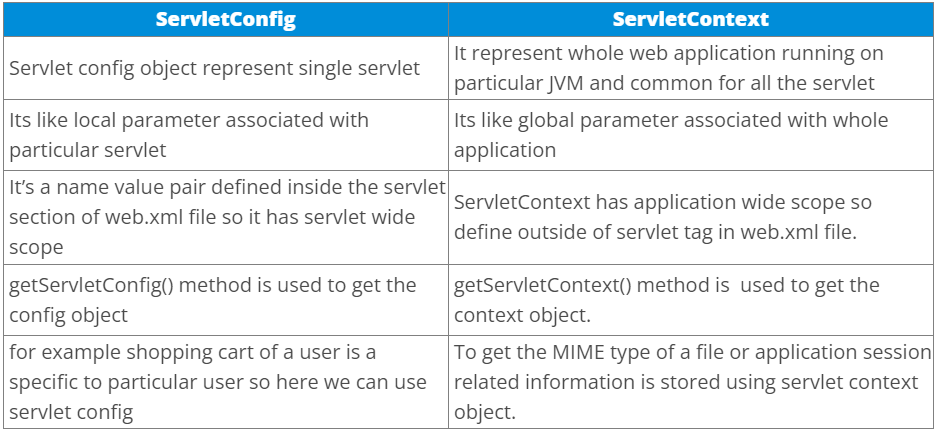 ServletConfig
ServletContext
Servlet config object represent single servlet
It represent whole web application running on
particular JVM and common for all the servlet
Its like local parameter associated with
particular servlet
Its like global parameter associated with whole
application
It’s a name value pair defined inside the servlet
section of web.xml file so it has servlet wide
scope
ServletContext has application wide scope so
define outside of servlet tag in web.xml file.
getServletConfig() method is used to get the
config object
getServletContext() method is  used to get the
context object.
for example shopping cart of a user is a
specific to particular user so here we can use
servlet config
To get the MIME type of a file or application session
related information is stored using servlet context
object.